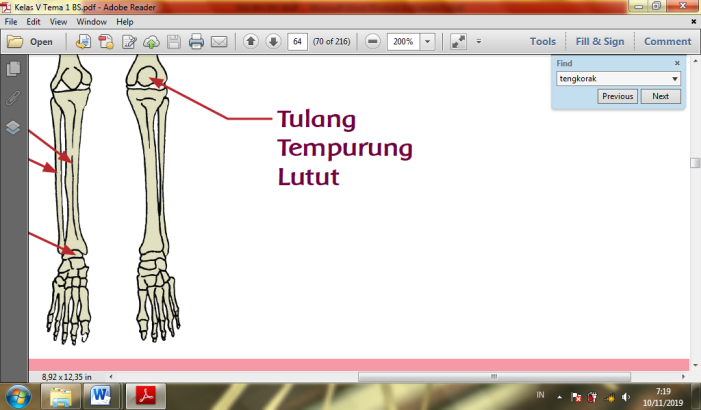 Kelas V Tema 1 BS.pdf - Adobe Reader
File Edit View Window Help
Open 64 (70 of 216) 200% Tools Fill & Sign Comment
Find
tengkorak
Previous Next
Tulang
Tempurung
Lutut
8,92 x 12,35 in
IN 7:19
10/11/2019